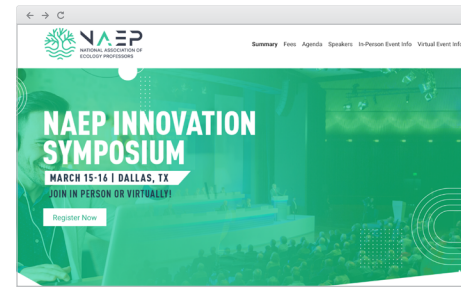 NAEP
NATIONAL ASSOCIATION OF
ECOLOGY PROFESSORS
Summary Fees Agenda Speakers In-Person Event Info Virtual Event Info
NAEP INNOVATION
SYMPOSIUM
MARCH 15-16 | DALLAS, TX
JOIN IN PERSON OR VIRTUALLY!
Register Now